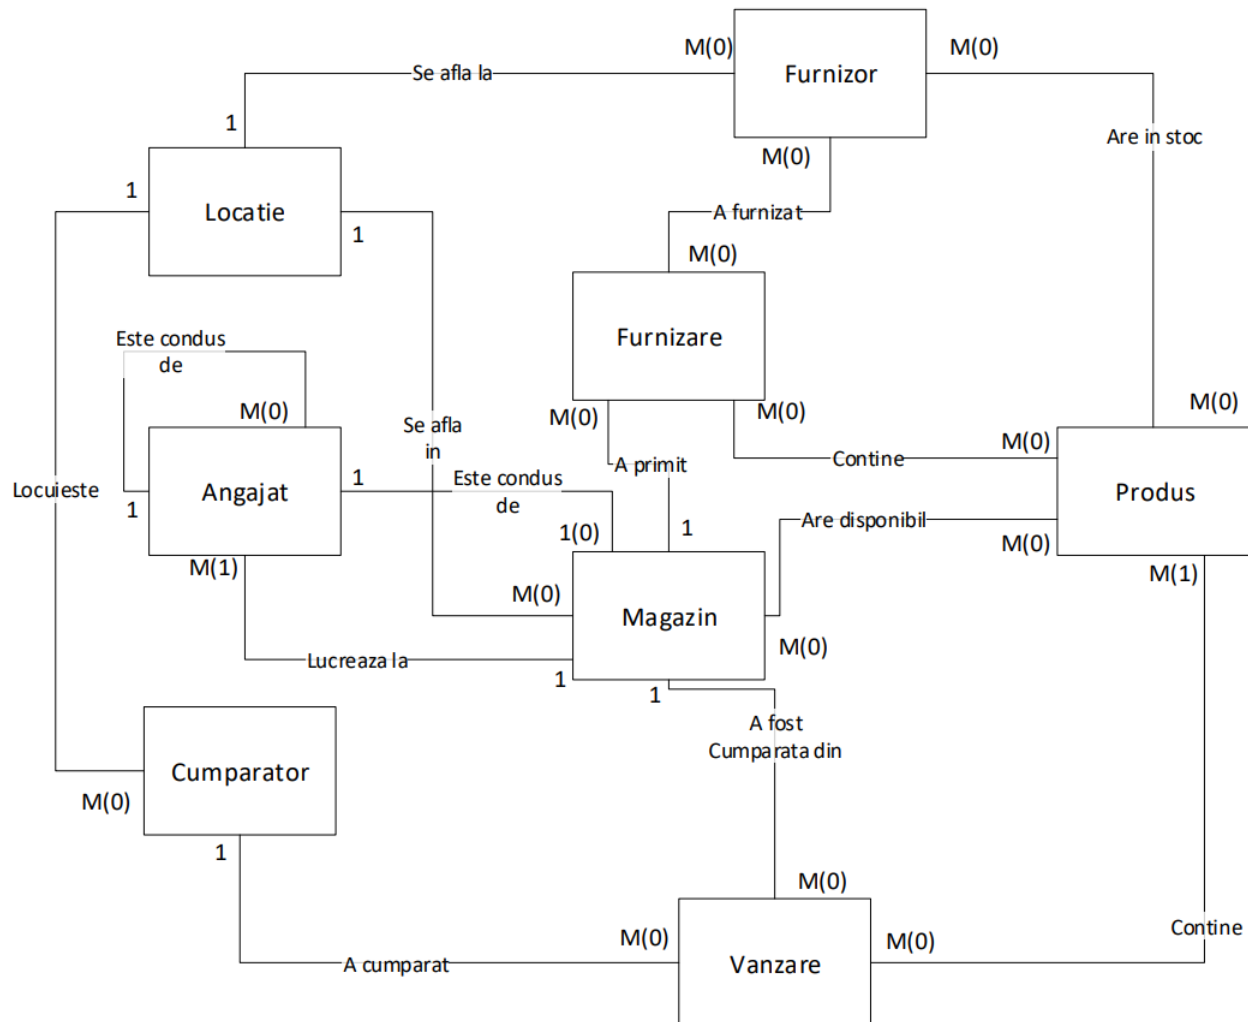 M(0)
Furnizor
M(0)
Se afla la
1
M(0)
Are in stoc
1
Locatie
1
A furnizat
M(0)
Furnizare
Este condus
de
M(0)
M(0)
M(0)
M(0)
Se afla
in
A primit
Contine
M(0)
Locuieste
1
Angajat
1
Este condus
de
Produs
1(0)
1
Are disponibil
M(0)
M(1)
M(1)
M(0)
Magazin
M(0)
Lucreaza la
1
1
A fost
Cumparata din
Cumparator
M(0)
1
M(0)
M(0)
M(0)
Contine
A cumparat
Vanzare